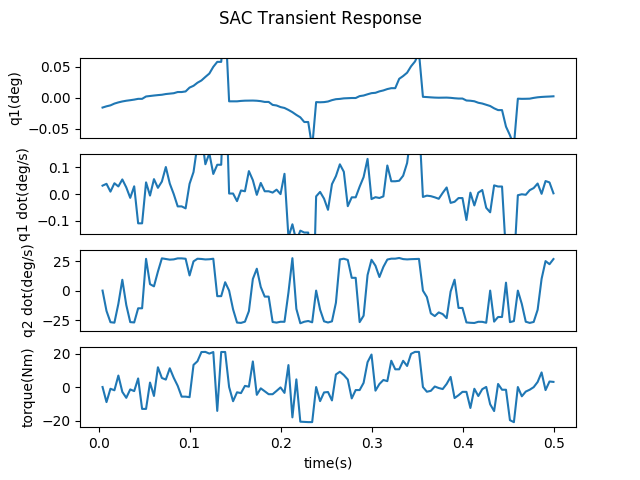 SAC Transient Response
q1(deg)
0.05
0.00
−0.05
q1 dot(deg/s)
0.1
0.0
−0.1
q2 dot(deg/s)
25
0
−25
torque(Nm)
20
0
−20
0.0 0.1 0.2 0.3 0.4 0.5
time(s)